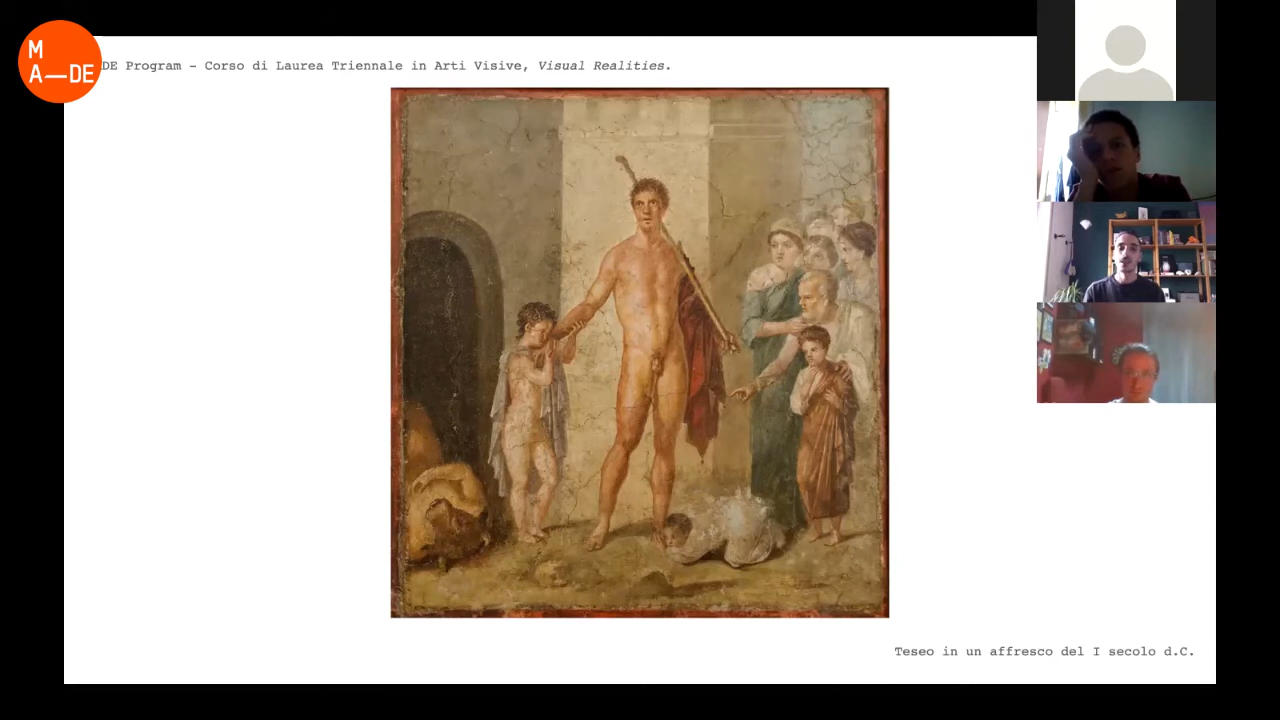 M
A—DE
DE Program - Corso di Laurea Triennale in Arti Visive, Visual Realities.
Teseo in un affresco del I secolo d.C.